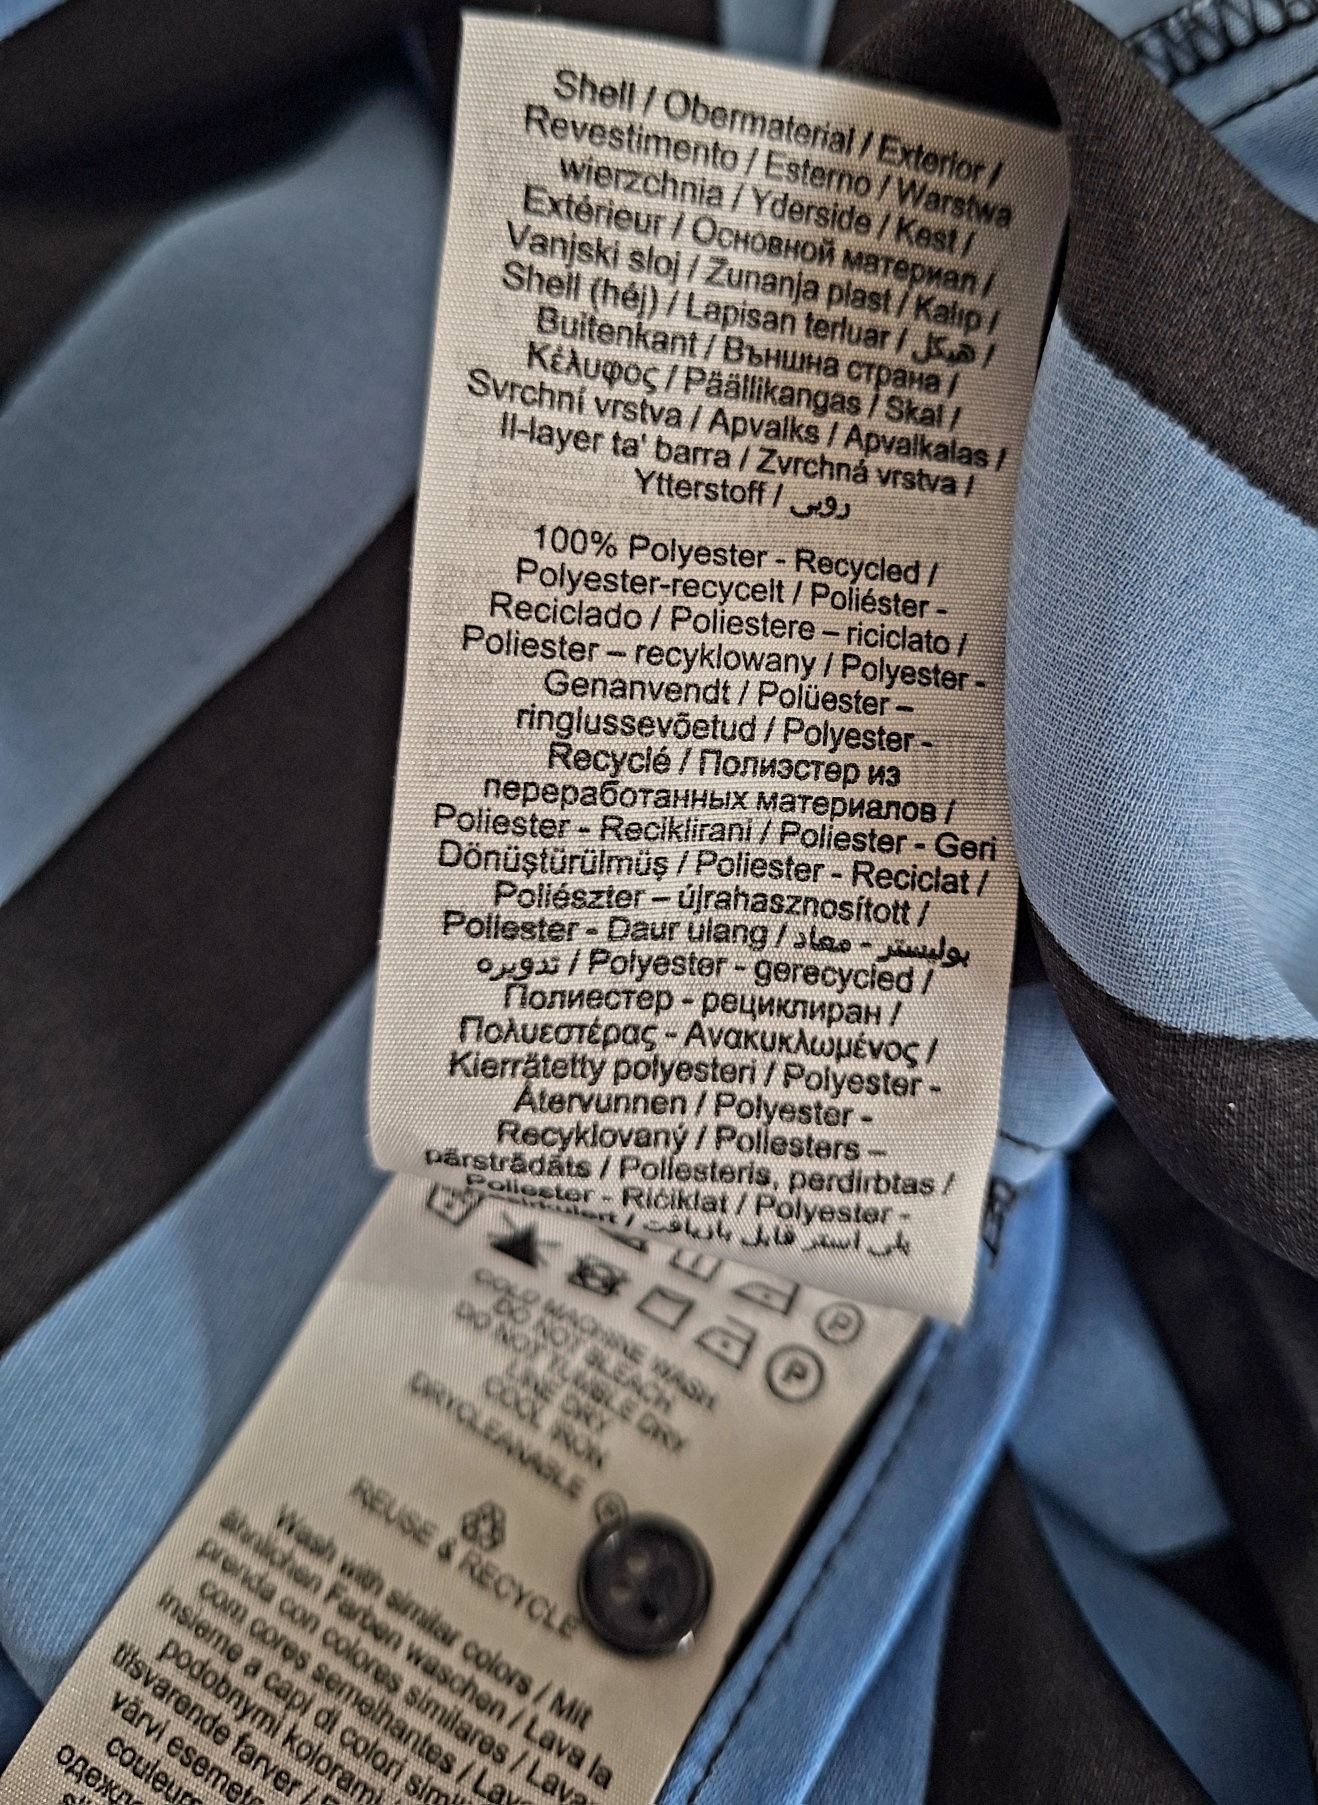 Shell / Obermaterial / Exterior /
Revestimento / Esterno / Warstwa
wierzchnia / Yderside / Kest /
Extérieur / Основной материал /
Vanjski sloj / Zunanja plast / Kalıp /
Shell (héj) / Lapisan terluar / هيكل /
Buitenkant / Външна страна /
Κέλυφος / Päällikangas / Skal /
Svrchní vrstva / Apvalks / Apvalkalas /
Il-layer ta' barra / Zvrchná vrstva /
Ytterstoff / رویی
100% Polyester - Recycled /
Polyester-recycelt / Poliéster -
Reciclado / Poliestere – riciclato /
Poliester – recyklowany / Polyester -
Genanvendt / Polüester –
ringlussevõetud / Polyester -
Recyclé / Полиэстер из
переработанных материалов /
Poliester - Reciklirani / Poliester - Geri
Dönüştürülmüş / Poliester - Reciclat /
Poliészter – újrahasznosított /
Poliester - Daur ulang / بوليستر - معاد
تدويره / Polyester - gerecycled /
Полиестер - рециклиран /
Πολυεστέρας - Ανακυκλωμένος /
Kierrätetty polyesteri / Polyester -
Återvunnen / Polyester -
Recyklovaný / Poliesters –
pārstrādāts / Poliesteris, perdirbtas /
Poliester - Riċiklat / Polyester -
پلی استر قابل بازیافت /
P
P
COLD MACHINE WASH
DO NOT BLEACH
DO NOT TUMBLE DRY
LINE DRY
COOL IRON
DRYCLEANABLE P
REUSE & RECYCLE
Wash with similar colors / Mit
ähnlichen Farben waschen / Lava la
prenda con colores similares / Lava
com cores semelhantes /
insieme a capi di colori
podobnymi kolorami
tilsvarende farver /
värvi